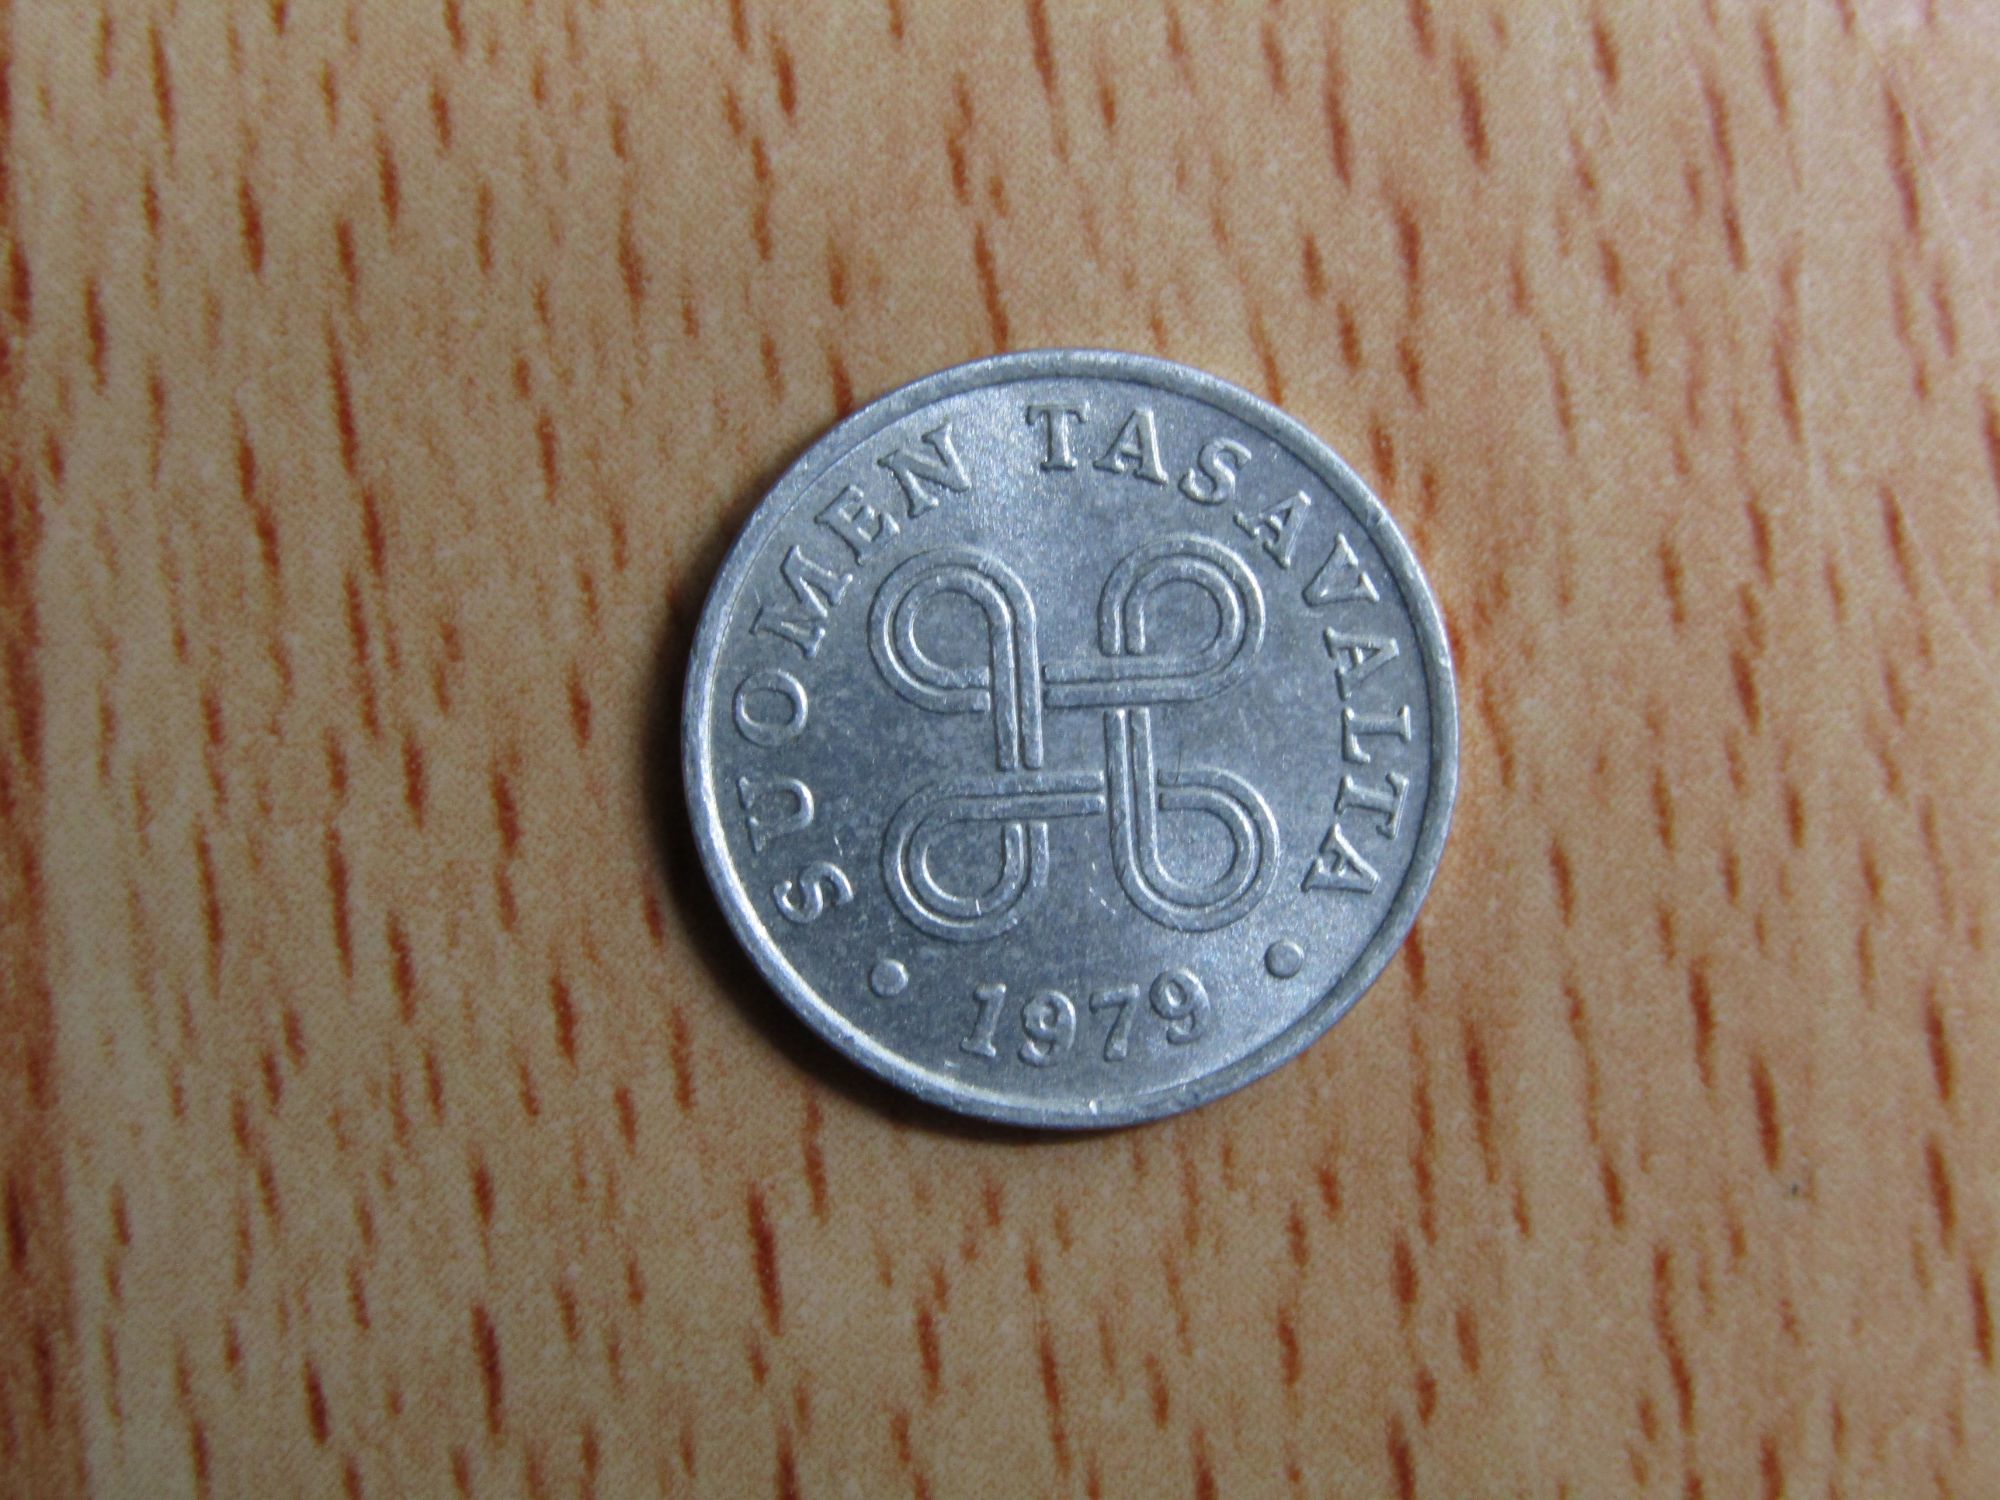 SUOMEN TASAVALTA
• 1979 •